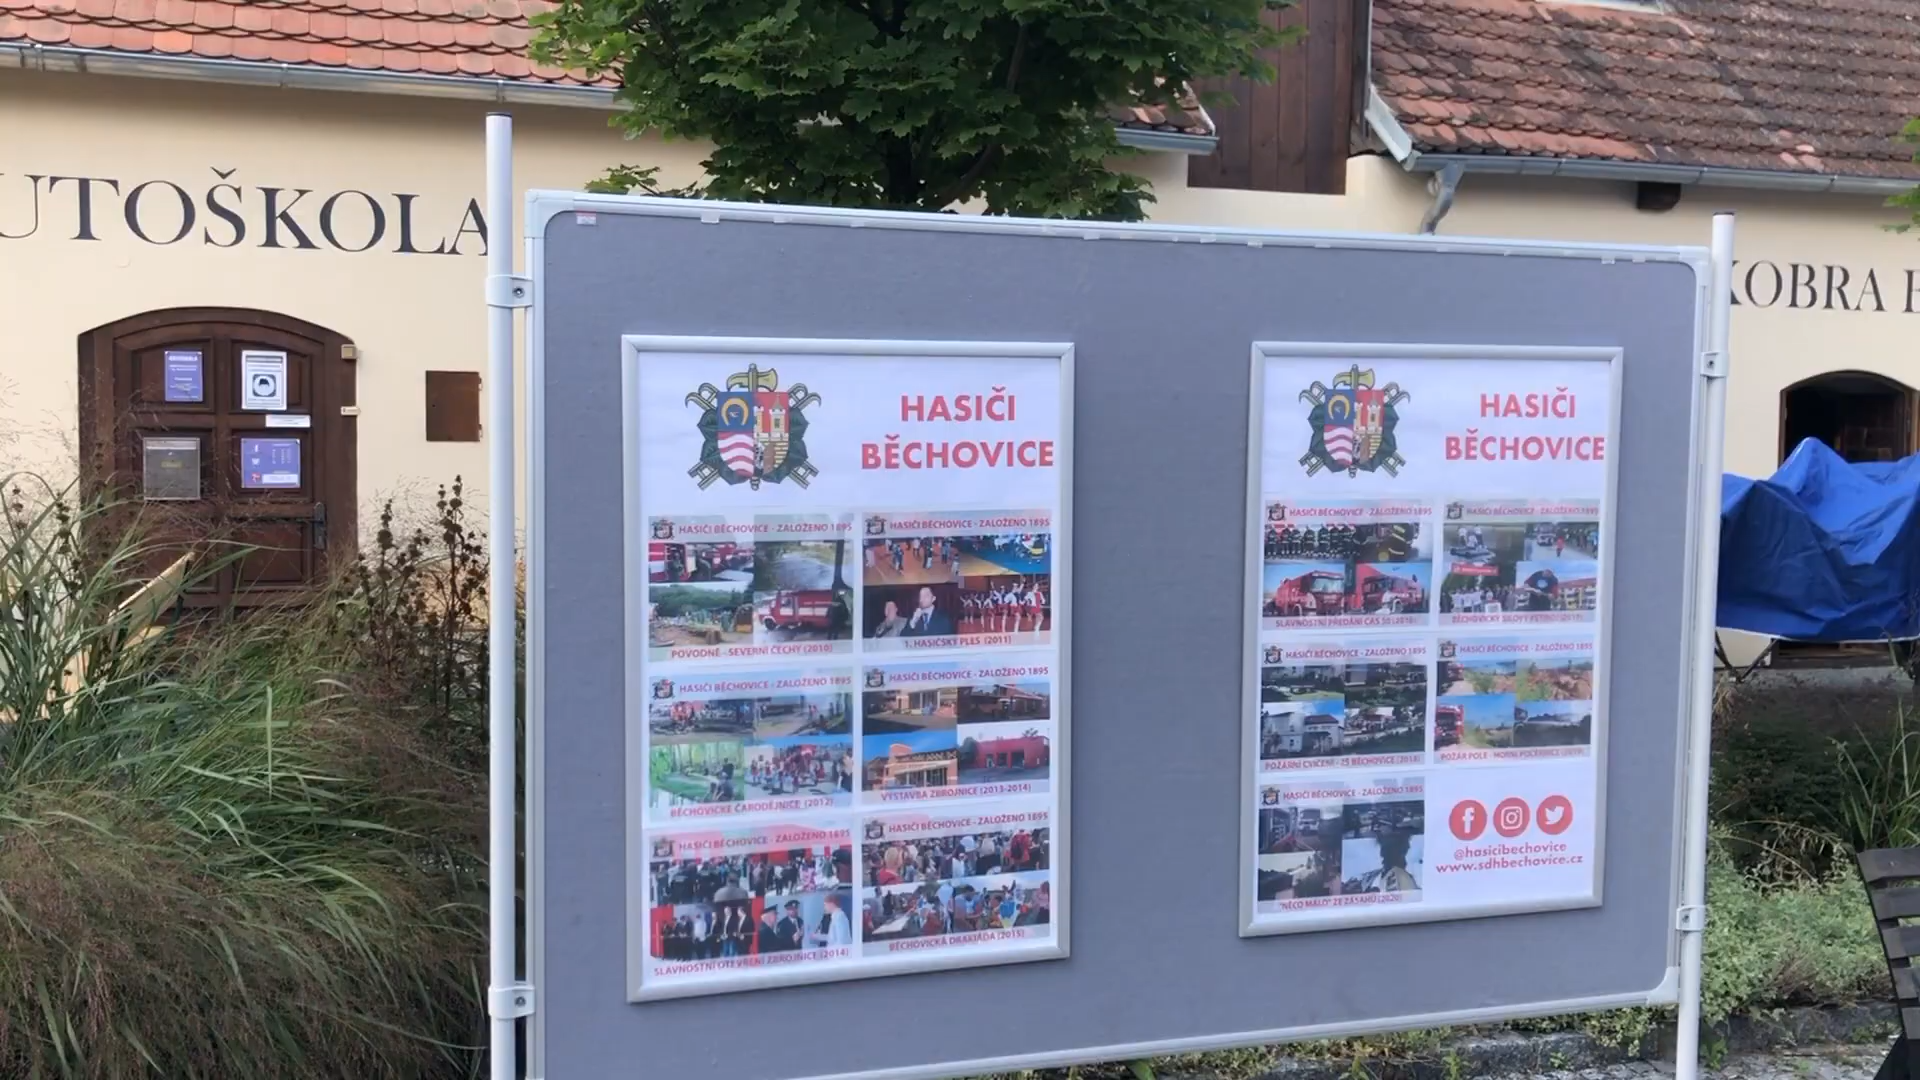 UTOŠKOLA
KOBRA
HASIČI
BĚCHOVICE
HASIČI BĚCHOVICE - ZALOŽENO 1895
POVODNĚ - SEVERNÍ ČECHY (2010)
HASIČI BĚCHOVICE - ZALOŽENO 1895
1. HASIČSKÝ PLES (2011)
HASIČI BĚCHOVICE - ZALOŽENO 1895
BĚCHOVICKÉ ČARODĚJNICE (2012)
HASIČI BĚCHOVICE - ZALOŽENO 1895
VÝSTAVBA ZBROJNICE (2013-2014)
HASIČI BĚCHOVICE - ZALOŽENO 1895
SLAVNOSTNÍ OTEVŘENÍ ZBROJNICE (2014)
HASIČI BĚCHOVICE - ZALOŽENO 1895
BĚCHOVICKÁ DRAKIÁDA (2015)
HASIČI
BĚCHOVICE
HASIČI BĚCHOVICE - ZALOŽENO 1895
SLAVNOSTNÍ PŘEDÁNÍ CAS
HASIČI BĚCHOVICE - ZALOŽENO 1895
BĚCHOVICKÝ
HASIČI BĚCHOVICE - ZALOŽENO 1895
POŽÁRNÍ CVIČENÍ - ZŠ BĚCHOVICE (2018)
HASIČI BĚCHOVICE - ZALOŽENO 1895
POŽÁR POLE - HORNÍ POČERNICE (2019)
HASIČI BĚCHOVICE - ZALOŽENO 1895
"NĚCO MÁLO" ZE ZÁSAHŮ (2020)
@hasicibechovice
www.sdhbechovice.cz